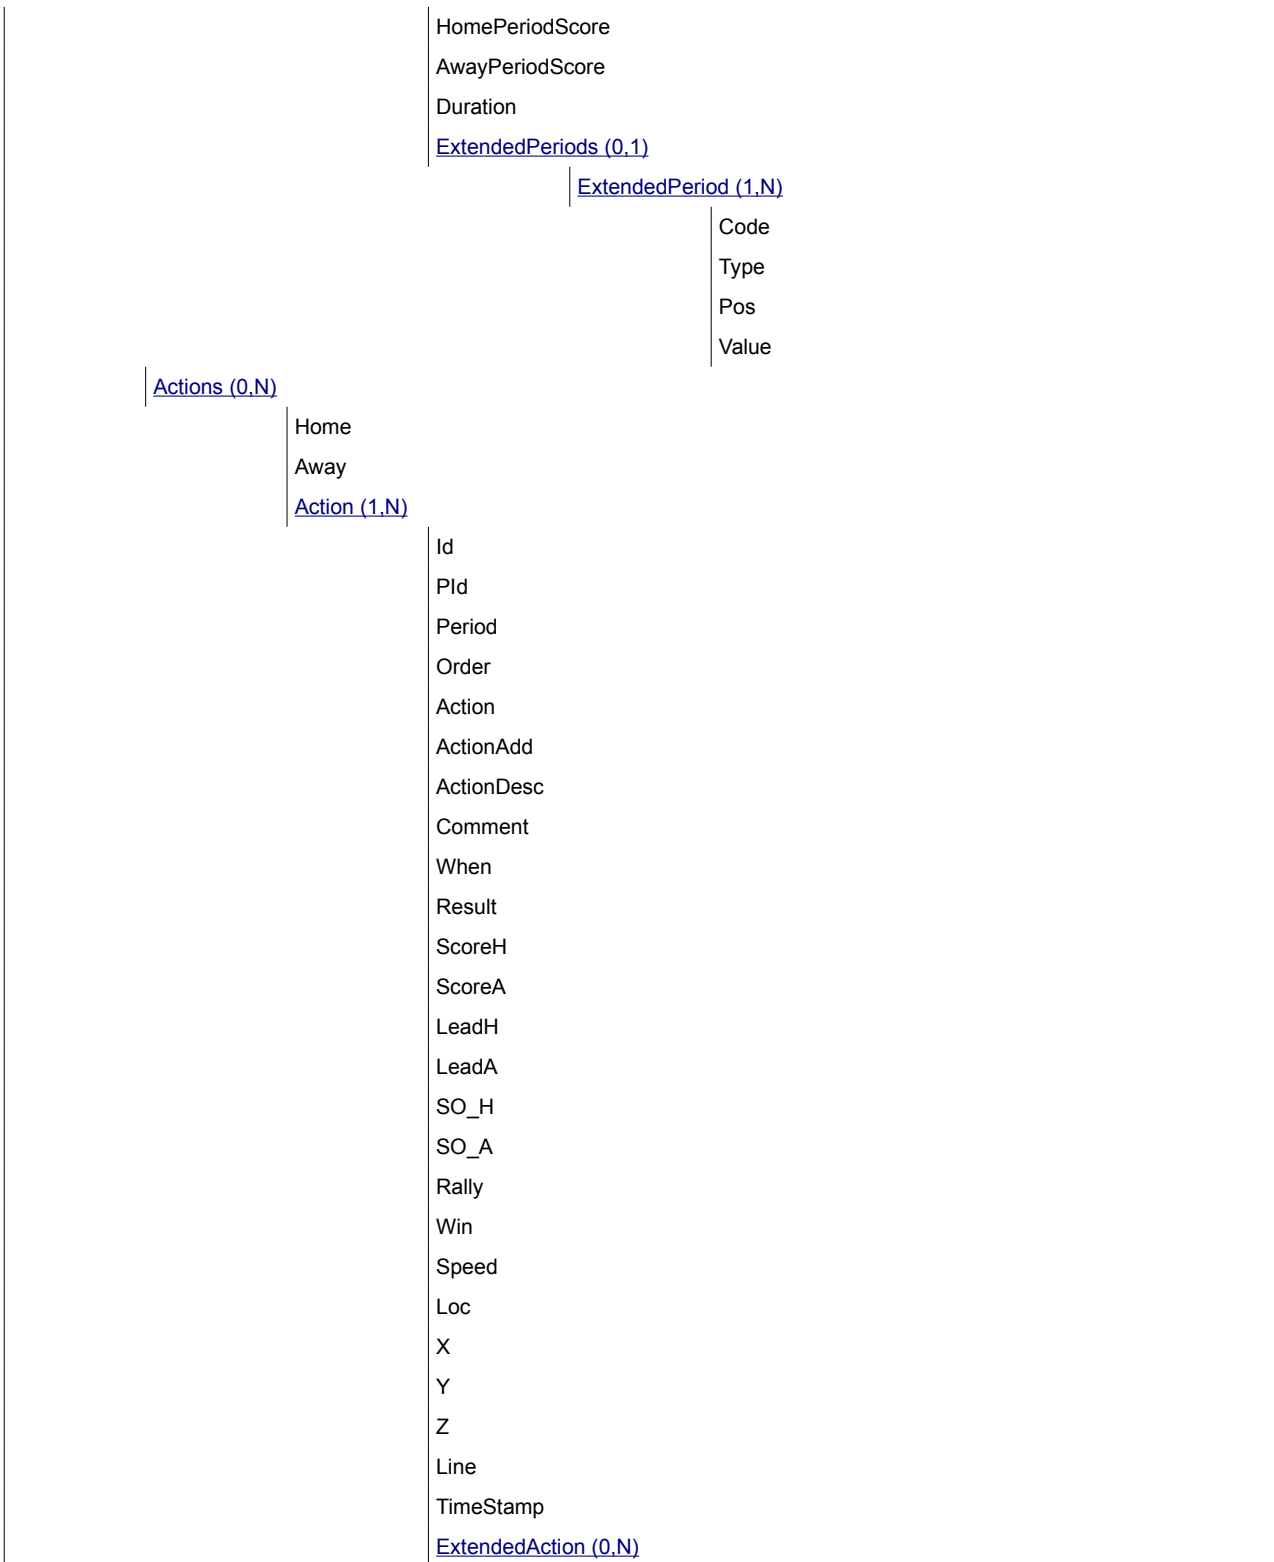 HomePeriodScore
AwayPeriodScore
Duration
ExtendedPeriods (0,1)
ExtendedPeriod (1,N)
Code
Type
Pos
Value
Actions (0,N)
Home
Away
Action (1,N)
Id
PId
Period
Order
Action
ActionAdd
ActionDesc
Comment
When
Result
ScoreH
ScoreA
LeadH
LeadA
SO_H
SO_A
Rally
Win
Speed
Loc
X
Y
Z
Line
TimeStamp
ExtendedAction (0,N)